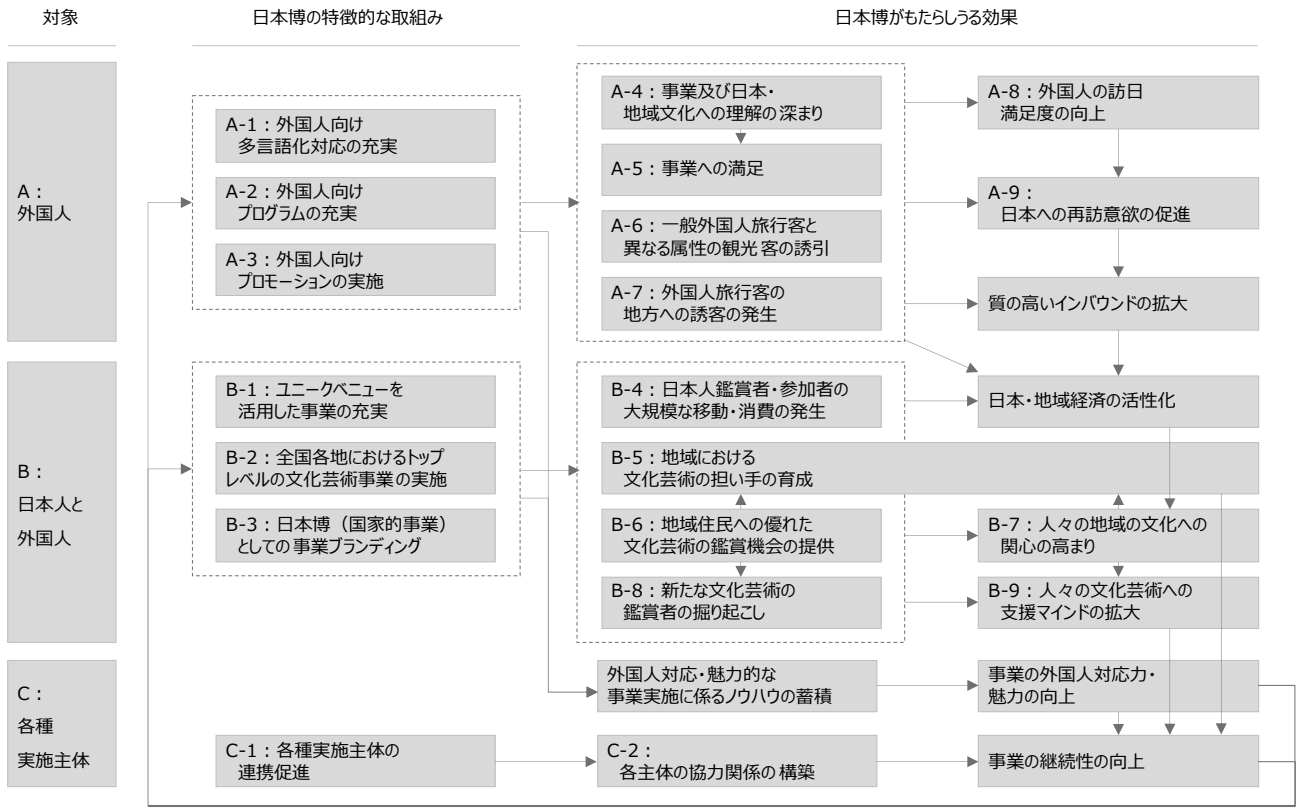 対象
日本博の特徴的な取組み
日本博がもたらしうる効果
A：
外国人
A-1：外国人向け
多言語化対応の充実
A-2：外国人向け
プログラムの充実
A-3：外国人向け
プロモーションの実施
A-4：事業及び日本・
地域文化への理解の深まり
A-5：事業への満足
A-6：一般外国人旅行客と
異なる属性の観光客の誘引
A-7：外国人旅行客の
地方への誘客の発生
A-8：外国人の訪日
満足度の向上
A-9：
日本への再訪意欲の促進
質の高いインバウンドの拡大
日本・地域経済の活性化
B：
日本人と
外国人
B-1：ユニークベニューを
活用した事業の充実
B-2：全国各地におけるトップ
レベルの文化芸術事業の実施
B-3：日本博（国家的事業）
としての事業ブランディング
B-4：日本人鑑賞者・参加者の
大規模な移動・消費の発生
B-5：地域における
文化芸術の担い手の育成
B-6：地域住民への優れた
文化芸術の鑑賞機会の提供
B-8：新たな文化芸術の
鑑賞者の掘り起こし
B-7：人々の地域の文化への
関心の高まり
B-9：人々の文化芸術への
支援マインドの拡大
C：
各種
実施主体
外国人対応・魅力的な
事業実施に係るノウハウの蓄積
事業の外国人対応力・
魅力の向上
C-1：各種実施主体の
連携促進
C-2：
各主体の協力関係の構築
事業の継続性の向上